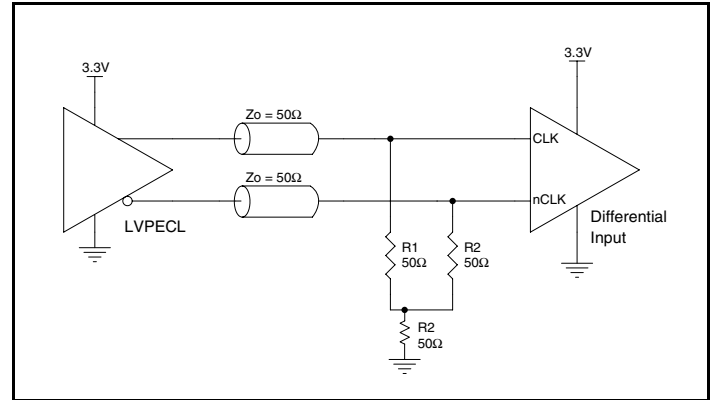 3.3V
3.3V
Zo = 50Ω
CLK
Zo = 50Ω
nCLK
LVPECL
Differential
Input
R1
50Ω
R2
50Ω
R2
50Ω